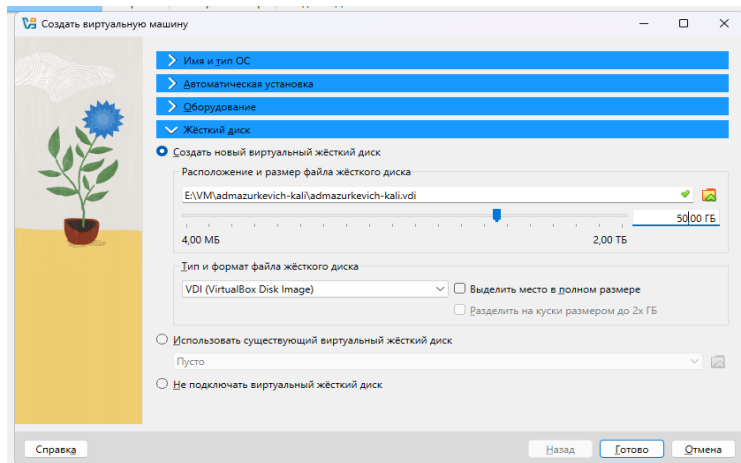 Создать виртуальную машину
Имя и тип ОС
Автоматическая установка
Оборудование
Жёсткий диск
Создать новый виртуальный жёсткий диск
Расположение и размер файла жёсткого диска
E:\VM\admazurkevich-kali\admazurkevich-kali.vdi
5000 ГБ
4,00 МБ 2,00 ТБ
Тип и формат файла жёсткого диска
VDI (VirtualBox Disk Image) Выделить место в полном размере
Разделить на куски размером до 2х ГБ
Использовать существующий виртуальный жёсткий диск
Пусто
Не подключать виртуальный жёсткий диск
Справка Назад Готово Отмена